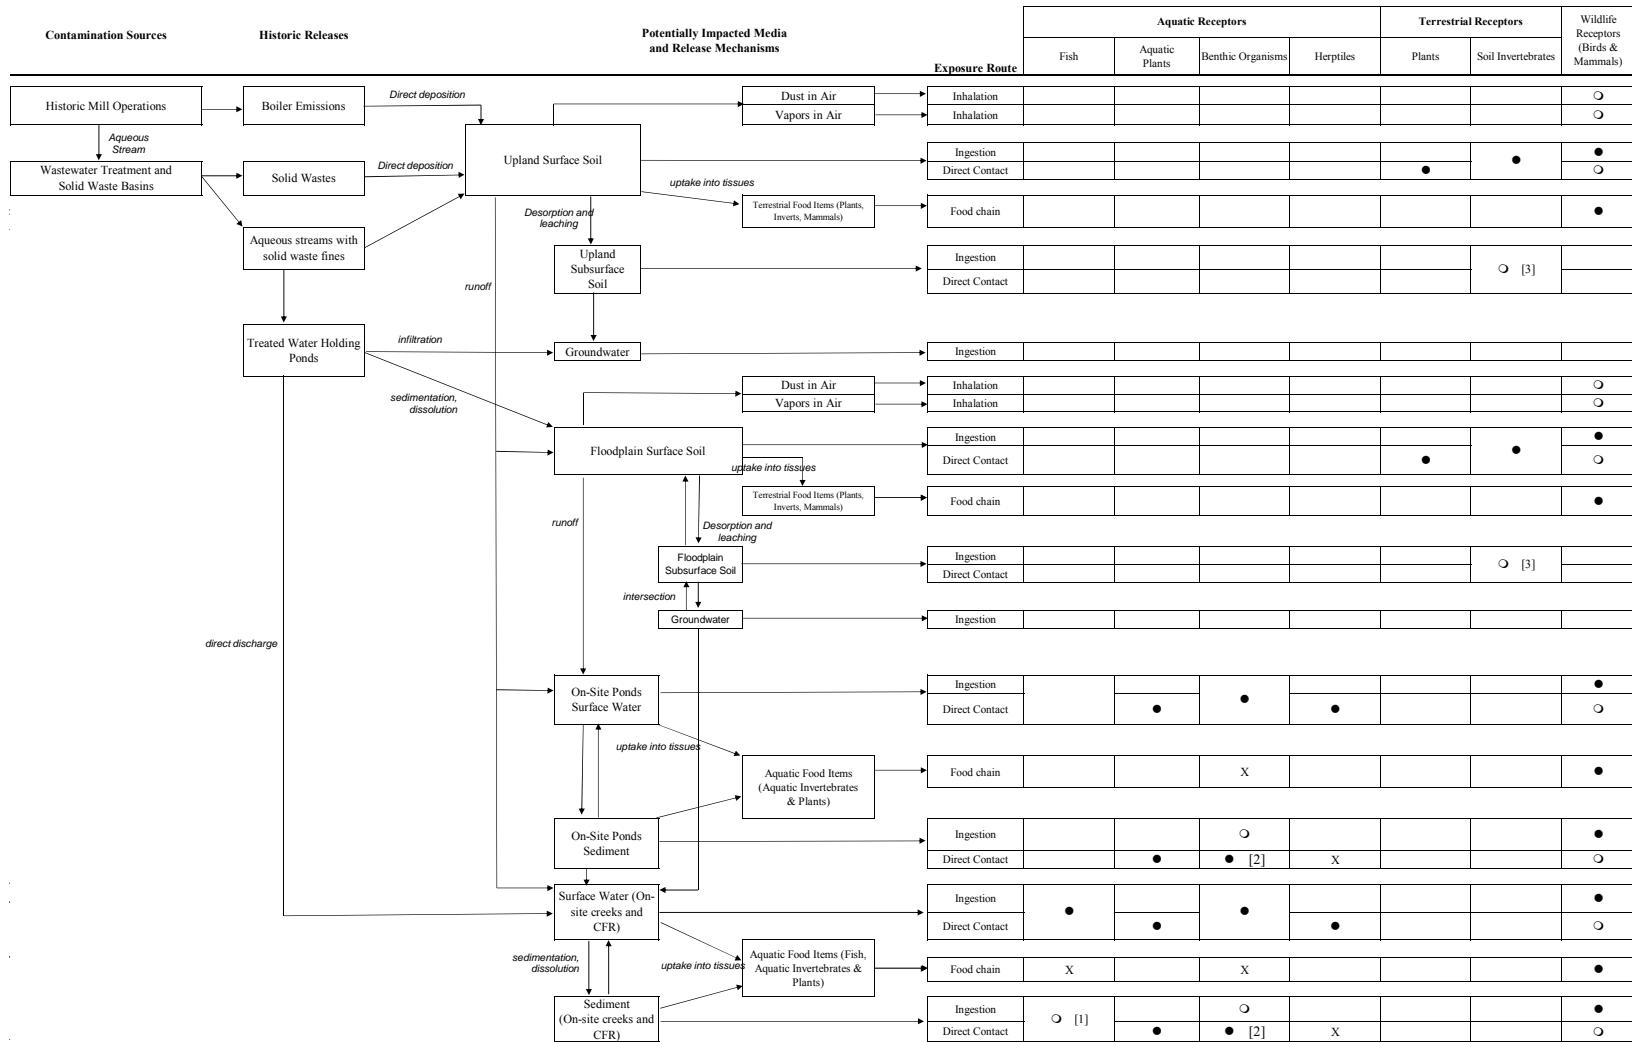 Contamination Sources
Historic Releases
Potentially Impacted Media
and Release Mechanisms
Exposure Route
Aquatic Receptors
Terrestrial Receptors
Wildlife
Receptors
(Birds &
Mammals)
Fish
Aquatic
Plants
Benthic Organisms
Herptiles
Plants
Soil Invertebrates
Historic Mill Operations
Boiler Emissions
Direct deposition
Dust in Air
Inhalation
Vapors in Air
Inhalation
Aqueous
Stream
Upland Surface Soil
Ingestion
Direct Contact
Wastewater Treatment and
Solid Waste Basins
Solid Wastes
Direct deposition
uptake into tissues
Terrestrial Food Items (Plants,
Inverts, Mammals)
Food chain
Desorption and
leaching
Aqueous streams with
solid waste fines
Upland
Subsurface
Soil
Ingestion
Direct Contact
[3]
runoff
Treated Water Holding
Ponds
infiltration
Groundwater
Ingestion
sedimentation,
dissolution
Dust in Air
Inhalation
Vapors in Air
Inhalation
Floodplain Surface Soil
Ingestion
Direct Contact
uptake into tissues
Terrestrial Food Items (Plants,
Inverts, Mammals)
Food chain
runoff
Desorption and
leaching
Floodplain
Subsurface Soil
Ingestion
Direct Contact
[3]
intersection
Groundwater
Ingestion
direct discharge
On-Site Ponds
Surface Water
Ingestion
Direct Contact
uptake into tissues
Aquatic Food Items
(Aquatic Invertebrates
& Plants)
Food chain
X
On-Site Ponds
Sediment
Ingestion
Direct Contact
[2]
X
Surface Water (On-
site creeks and
CFR)
Ingestion
Direct Contact
sedimentation,
dissolution
uptake into tissues
Aquatic Food Items (Fish,
Aquatic Invertebrates &
Plants)
Food chain
X
X
Sediment
(On-site creeks and
CFR)
Ingestion
Direct Contact
[1]
[2]
X